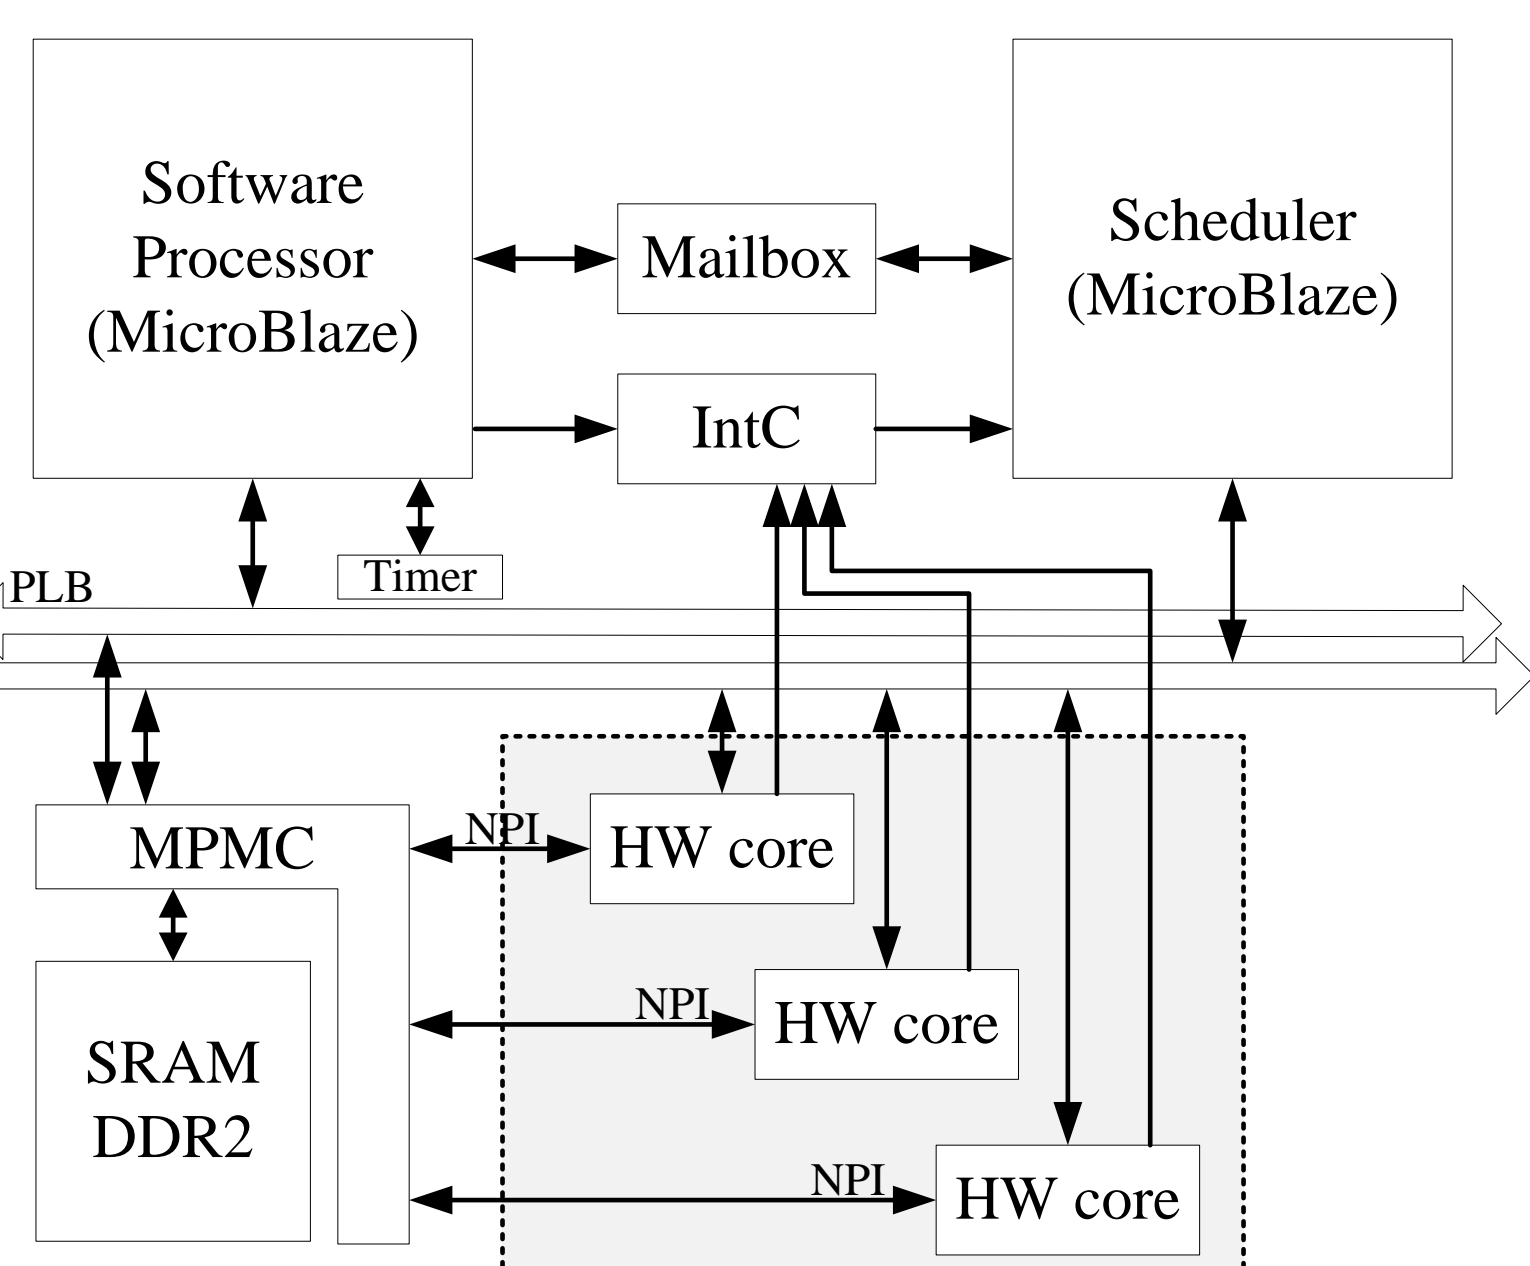 Software
Processor
(MicroBlaze)
Mailbox
Scheduler
(MicroBlaze)
IntC
Timer
PLB
MPMC
NPI
HW core
SRAM
DDR2
NPI
HW core
NPI
HW core